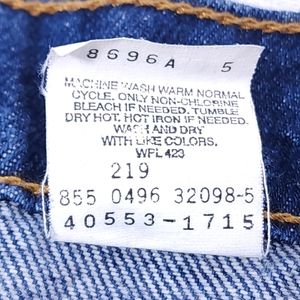 8696A 5
MACHINE WASH WARM NORMAL
CYCLE. ONLY NON-CHLORINE
BLEACH IF NEEDED. TUMBLE
DRY HOT. HOT IRON IF NEEDED.
WASH AND DRY
WITH LIKE COLORS.
WPL 423
219
855 0496 32098-5
40553-1715